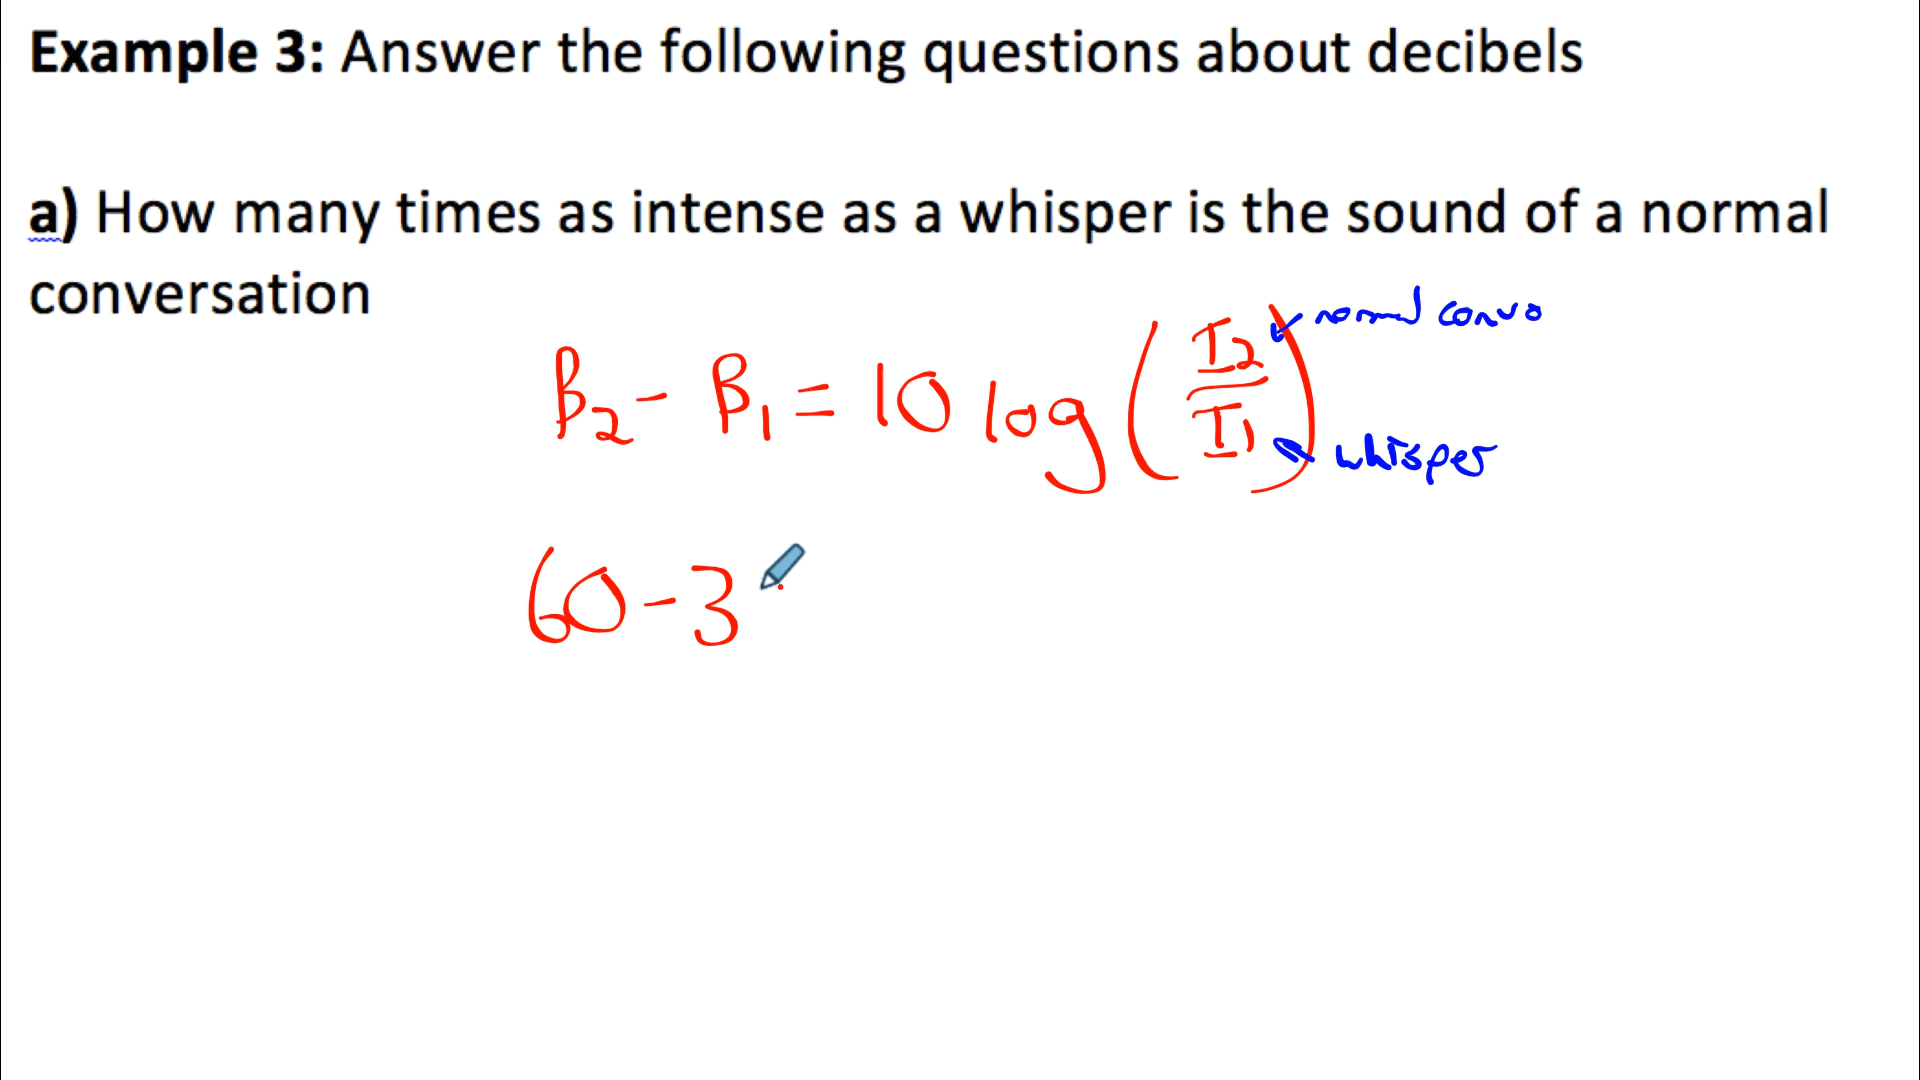 Example 3: Answer the following questions about decibels
a) How many times as intense as a whisper is the sound of a normal
conversation
β₂ - β₁ = 10 log (I₂/I₁)
normal convo
whisper
60 - 3